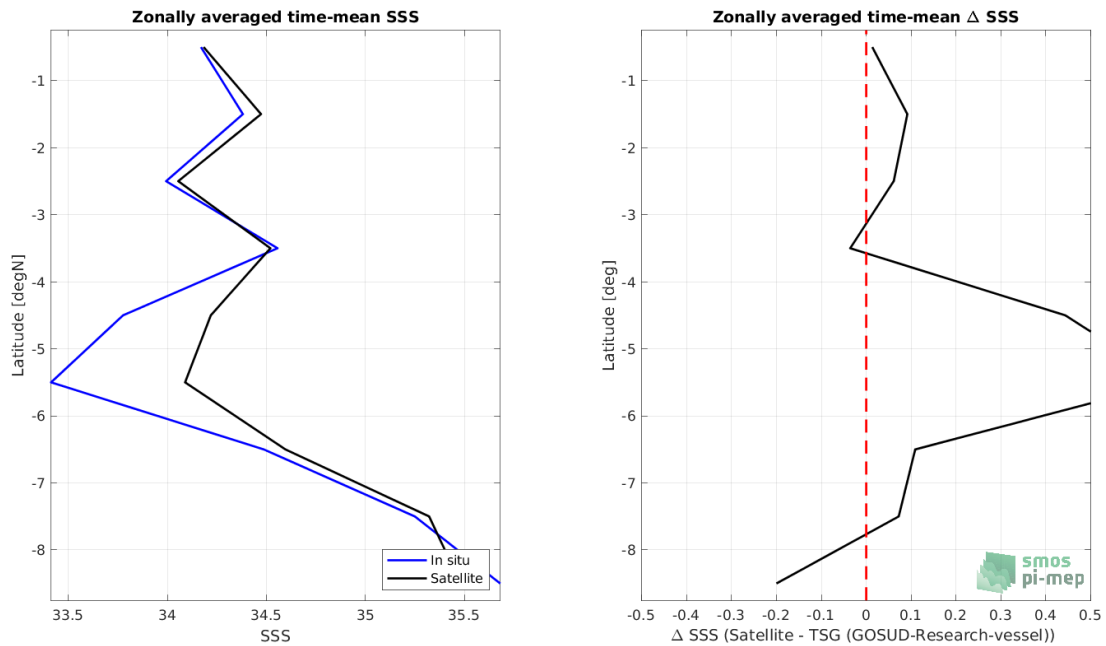 Zonally averaged time-mean SSS
Latitude [degN]
-1
-2
-3
-4
-5
-6
-7
-8
33.5 34 34.5 35 35.5
SSS
In situ
Satellite
Zonally averaged time-mean Δ SSS
Latitude [deg]
-1
-2
-3
-4
-5
-6
-7
-8
-0.5 -0.4 -0.3 -0.2 -0.1 0 0.1 0.2 0.3 0.4 0.5
Δ SSS (Satellite - TSG (GOSUD-Research-vessel))
smos
pi-mep